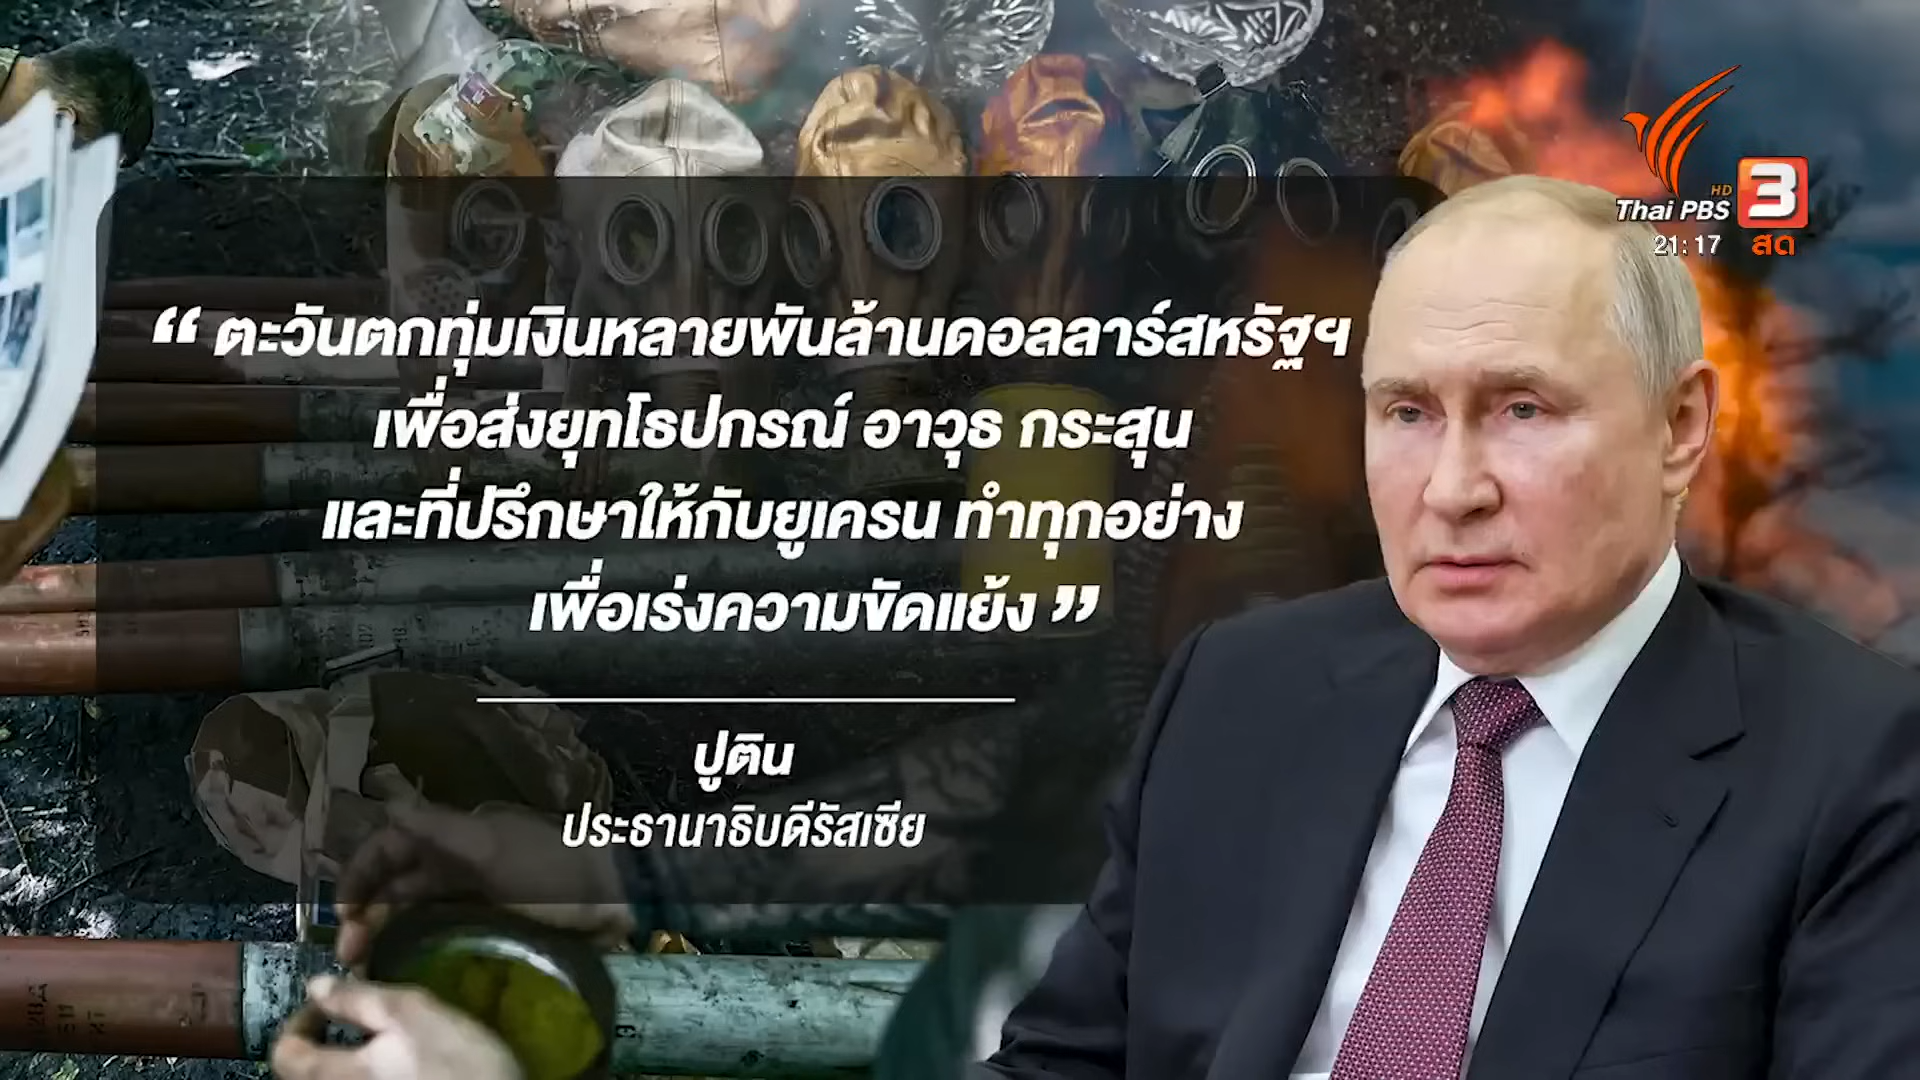 Thai PBS HD 3
21:17 สด
“ ตะวันตกทุ่มเงินหลายพันล้านดอลลาร์สหรัฐฯ
เพื่อส่งยุทโธปกรณ์ อาวุธ กระสุน
และที่ปรึกษาให้กับยูเครน ทำทุกอย่าง
เพื่อเร่งความขัดแย้ง ”
ปูติน
ประธานาธิบดีรัสเซีย